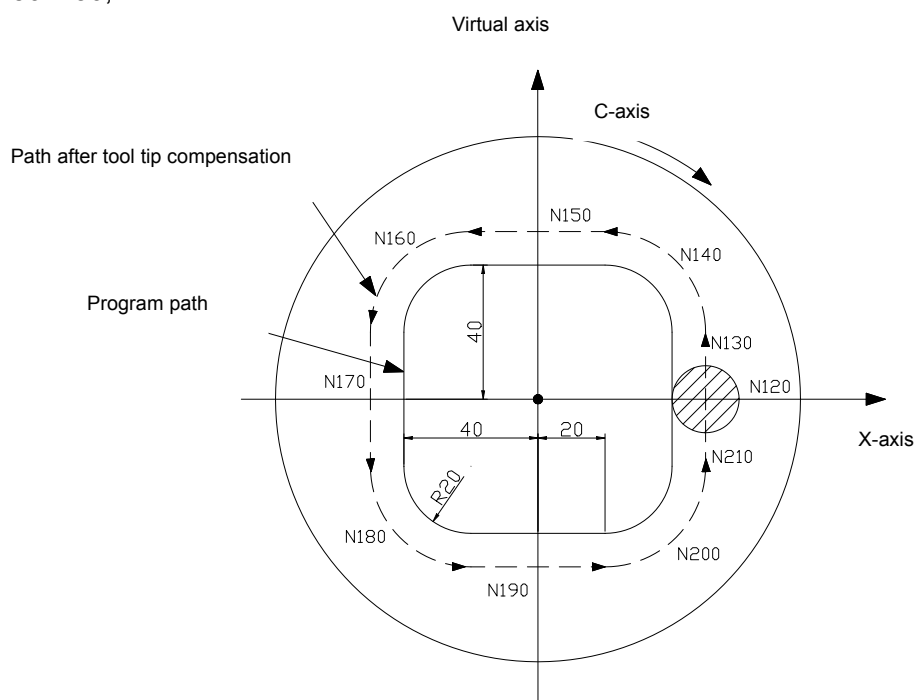 Virtual axis
C-axis
Path after tool tip compensation
N150
N160
N140
Program path
40
N130
N170
N120
40
20
X-axis
N210
R20
N180
N200
N190